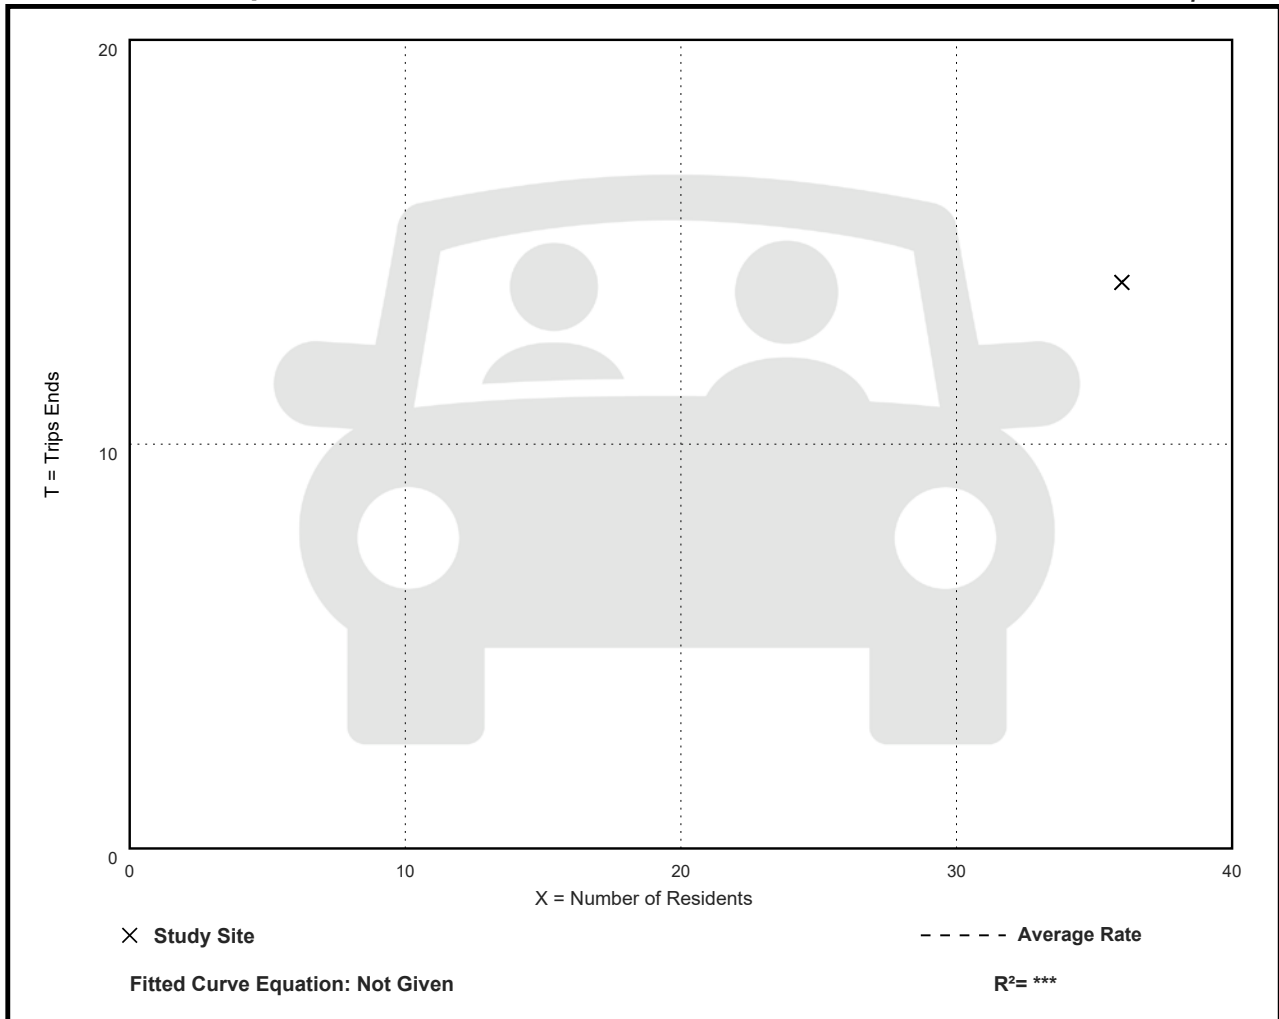 20
T = Trips Ends
10
0
0 10 20 30 40
X = Number of Residents
Study Site
Average Rate
Fitted Curve Equation: Not Given
R²= ***